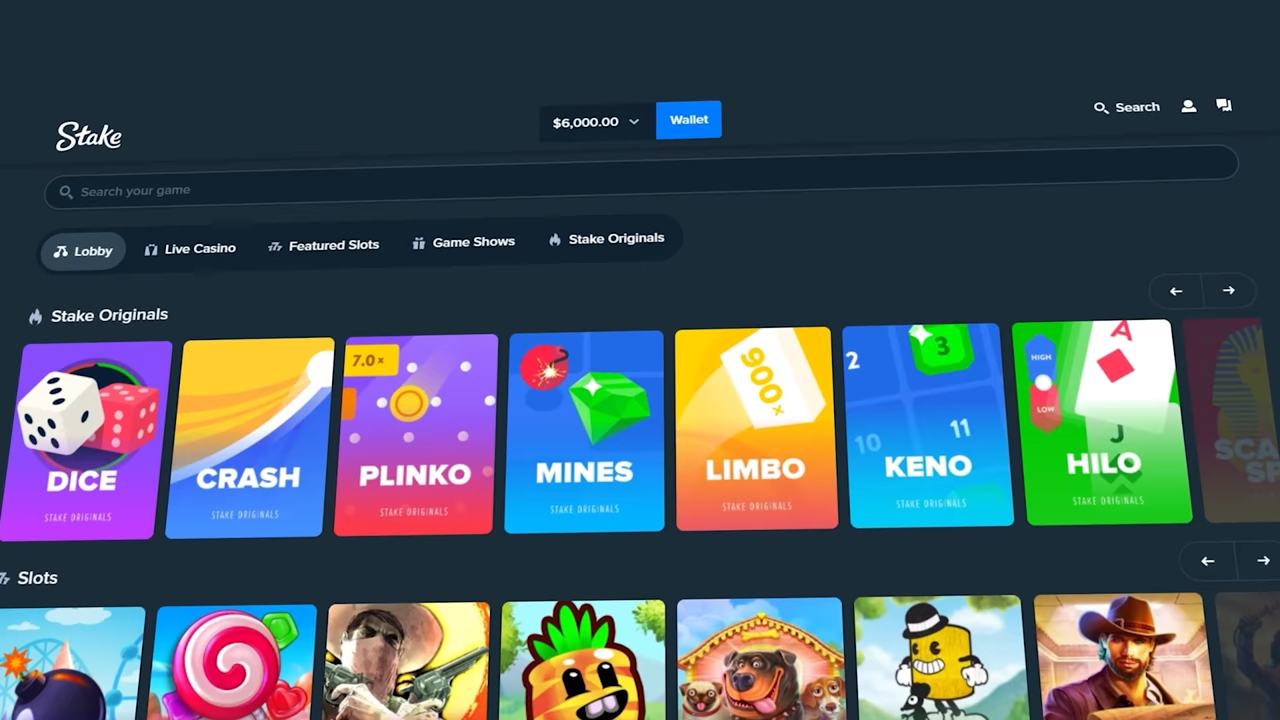 Stake
$6,000.00
Wallet
Search
Search your game
Lobby
Live Casino
Featured Slots
Game Shows
Stake Originals
Stake Originals
DICE
STAKE ORIGINALS
CRASH
STAKE ORIGINALS
7.0×
PLINKO
STAKE ORIGINALS
MINES
STAKE ORIGINALS
900×
LIMBO
STAKE ORIGINALS
2
3
10
11
KENO
STAKE ORIGINALS
HIGH
LOW
A
J
HILO
STAKE ORIGINALS
Slots